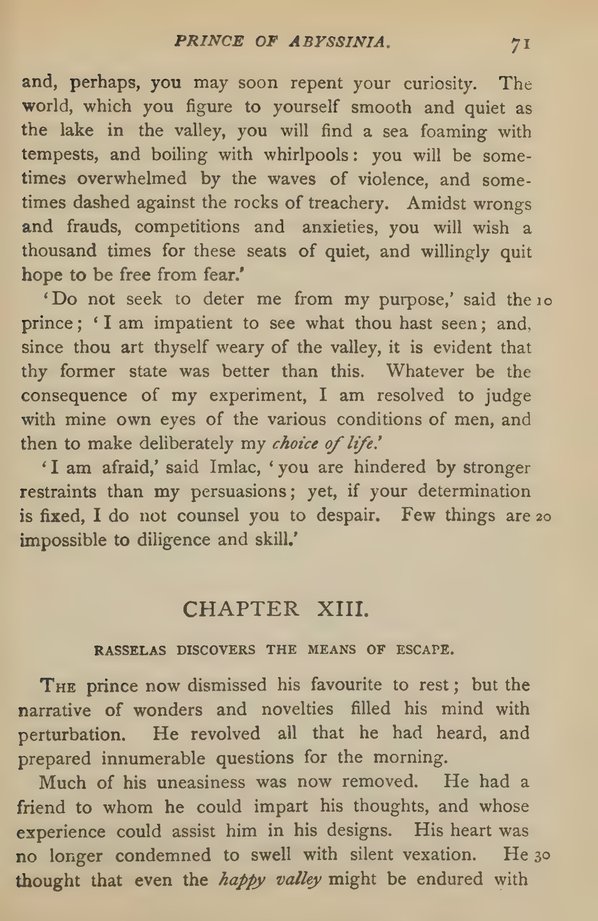 PRINCE OF ABYSSINIA. 71
and, perhaps, you may soon repent your curiosity. The
world, which you figure to yourself smooth and quiet as
the lake in the valley, you will find a sea foaming with
tempests, and boiling with whirlpools: you will be some-
times overwhelmed by the waves of violence, and some-
times dashed against the rocks of treachery. Amidst wrongs
and frauds, competitions and anxieties, you will wish a
thousand times for these seats of quiet, and willingly quit
hope to be free from fear.'
'Do not seek to deter me from my purpose,' said the 10
prince; 'I am impatient to see what thou hast seen; and,
since thou art thyself weary of the valley, it is evident that
thy former state was better than this. Whatever be the
consequence of my experiment, I am resolved to judge
with mine own eyes of the various conditions of men, and
then to make deliberately my choice of life.'
'I am afraid,' said Imlac, 'you are hindered by stronger
restraints than my persuasions; yet, if your determination
is fixed, I do not counsel you to despair. Few things are 20
impossible to diligence and skill.'
CHAPTER XIII.
RASSELAS DISCOVERS THE MEANS OF ESCAPE.
THE prince now dismissed his favourite to rest; but the
narrative of wonders and novelties filled his mind with
perturbation. He revolved all that he had heard, and
prepared innumerable questions for the morning.
Much of his uneasiness was now removed. He had a
friend to whom he could impart his thoughts, and whose
experience could assist him in his designs. His heart was
no longer condemned to swell with silent vexation. He 30
thought that even the happy valley might be endured with